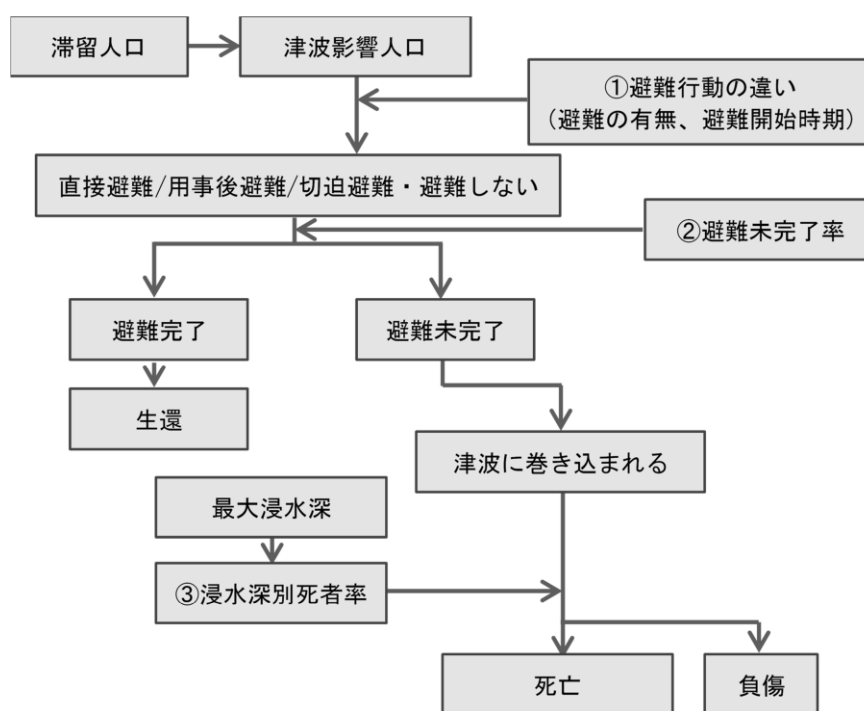 滞留人口
津波影響人口
①避難行動の違い
（避難の有無、避難開始時期）
直接避難/用事後避難/切迫避難・避難しない
②避難未完了率
避難完了
避難未完了
生還
津波に巻き込まれる
最大浸水深
③浸水深別死者率
死亡
負傷